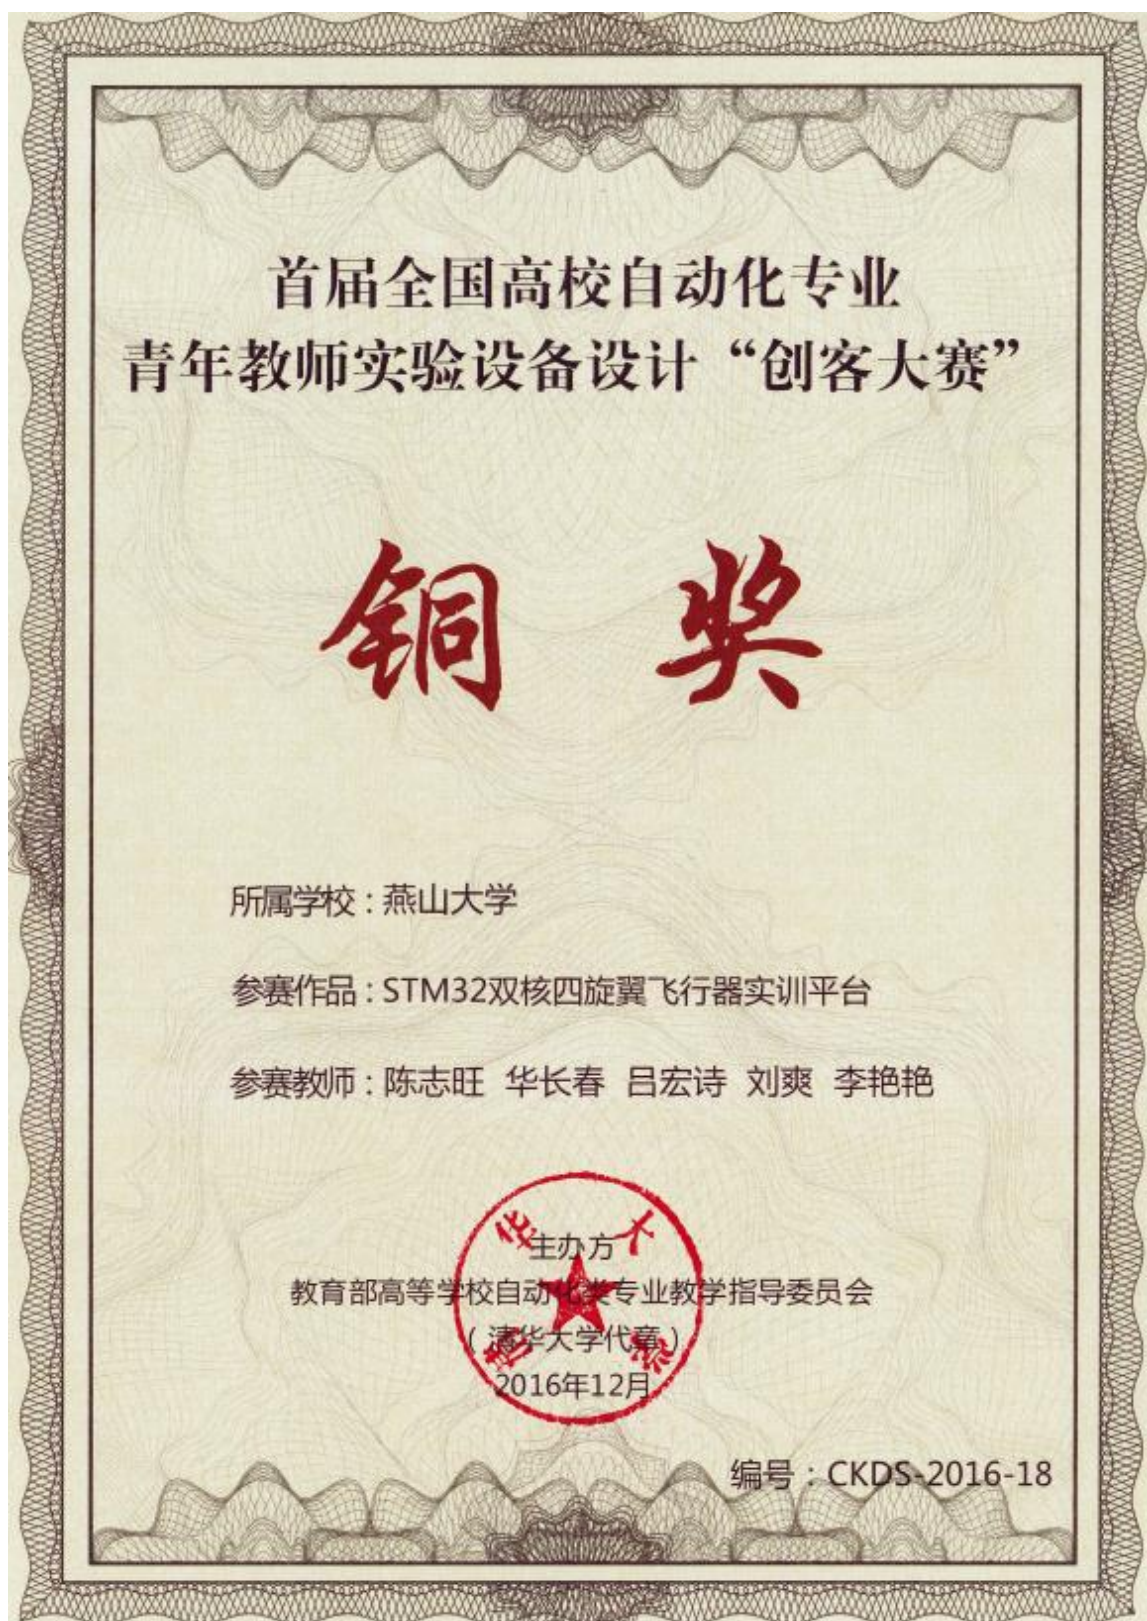 首届全国高校自动化专业
青年教师实验设备设计“创客大赛”
铜 奖
所属学校：燕山大学
参赛作品：STM32双核四旋翼飞行器实训平台
参赛教师：陈志旺 华长春 吕宏诗 刘爽 李艳艳
清华大学
主办方
教育部高等学校自动化类专业教学指导委员会
（清华大学代章）
2016年12月
编号：CKDS-2016-18